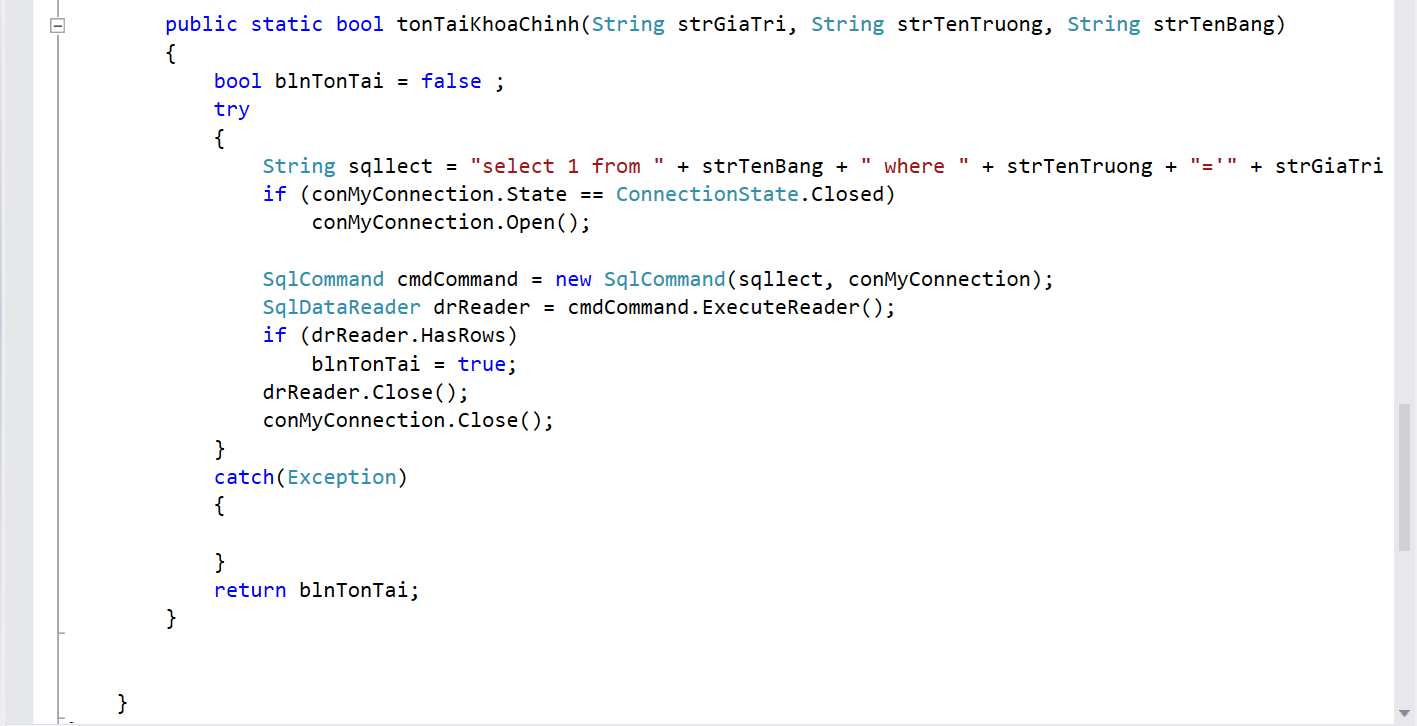 public static bool tonTaiKhoaChinh(String strGiaTri, String strTenTruong, String strTenBang)
{
bool blnTonTai = false ;
try
{
String sqllect = "select 1 from " + strTenBang + " where " + strTenTruong + "='" + strGiaTri
if (conMyConnection.State == ConnectionState.Closed)
conMyConnection.Open();
SqlCommand cmdCommand = new SqlCommand(sqllect, conMyConnection);
SqlDataReader drReader = cmdCommand.ExecuteReader();
if (drReader.HasRows)
blnTonTai = true;
drReader.Close();
conMyConnection.Close();
}
catch(Exception)
{
}
return blnTonTai;
}
}